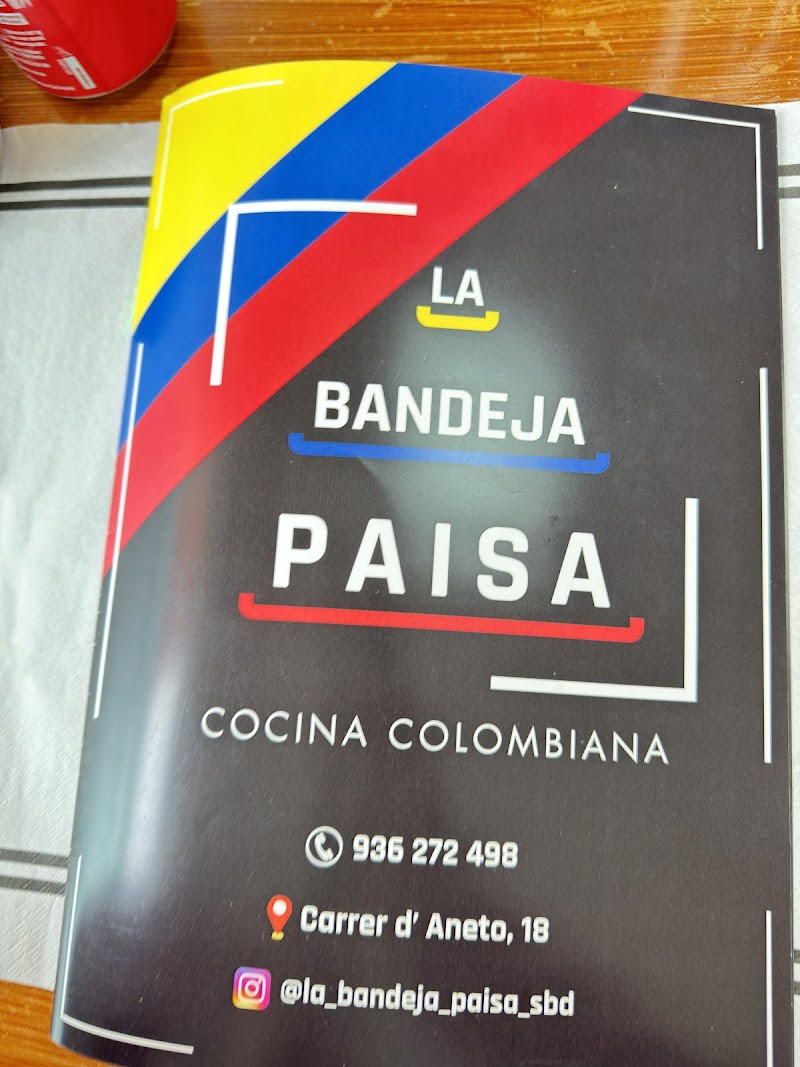 LA
BANDEJA
PAISA
COCINA COLOMBIANA
936 272 498
Carrer d' Aneto, 18
@la_bandeja_paisa_sbd